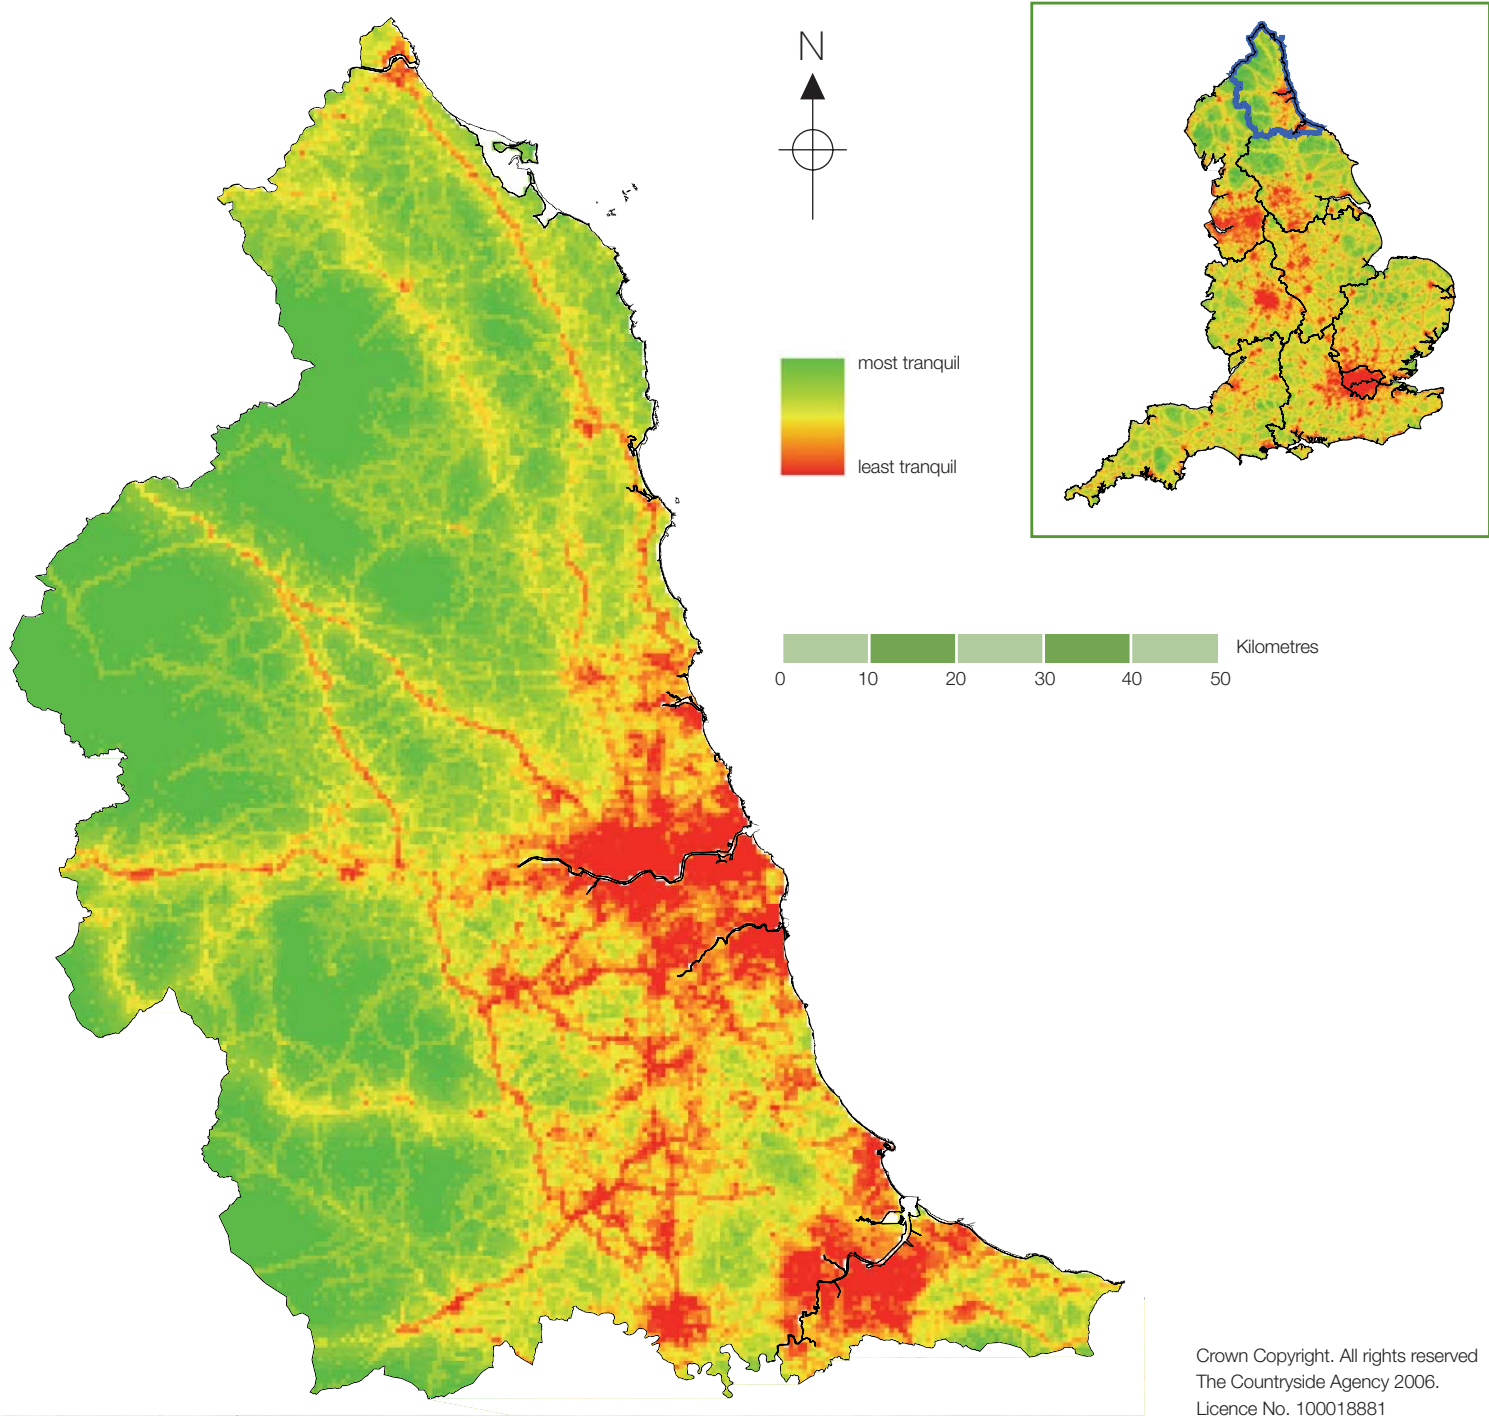 N
most tranquil
least tranquil
Kilometres
0 10 20 30 40 50
Crown Copyright. All rights reserved
The Countryside Agency 2006.
Licence No. 100018881